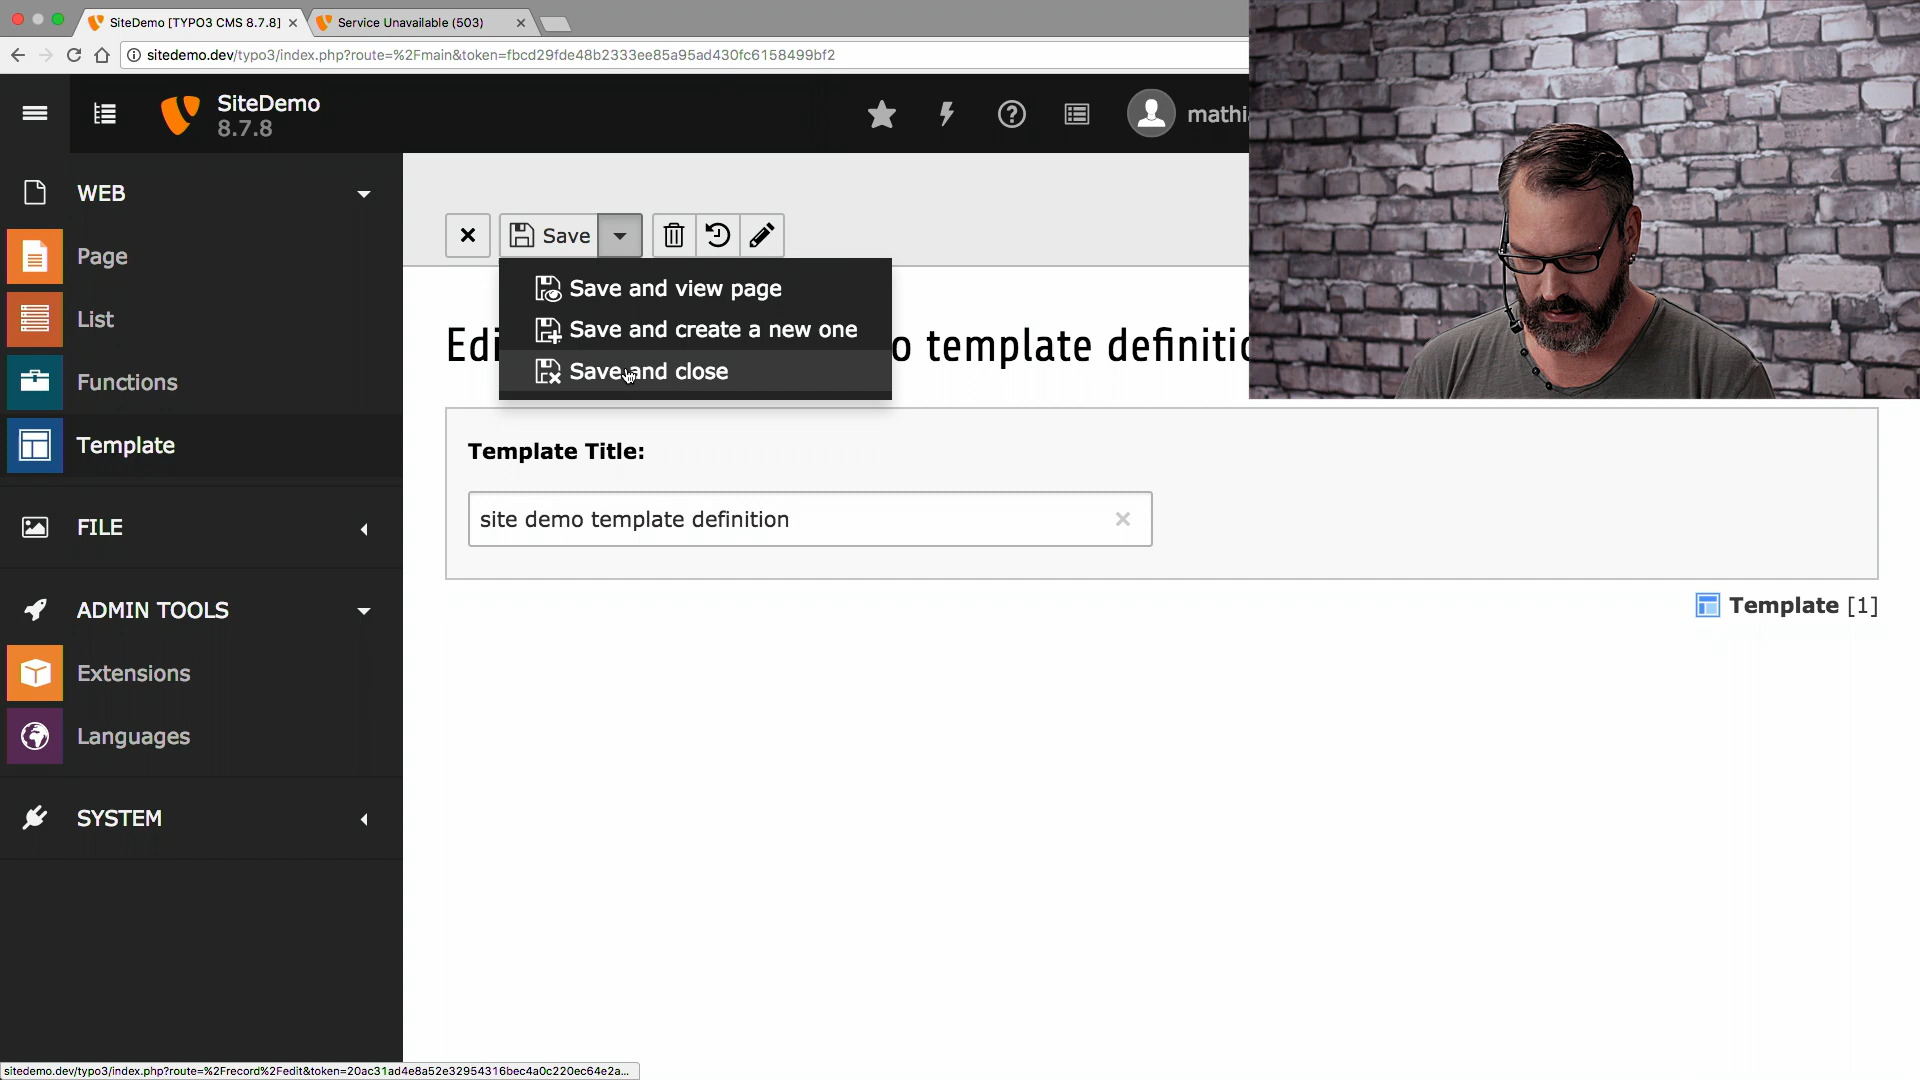 SiteDemo [TYPO3 CMS 8.7.8]
Service Unavailable (503)
sitedemo.dev/typo3/index.php?route=%2Fmain&token=fbcd29fde48b2333ee85a95ad430fc6158499bf2
SiteDemo
8.7.8
mathi
WEB
Page
List
Functions
Template
FILE
ADMIN TOOLS
Extensions
Languages
SYSTEM
Save
Save and view page
Save and create a new one
Save and close
Edi
o template definitio
Template Title:
site demo template definition
Template [1]
sitedemo.dev/typo3/index.php?route=%2Frecord%2Fedit&token=20ac31ad4e8a52e32954316bec4a0c220ec64e2a...